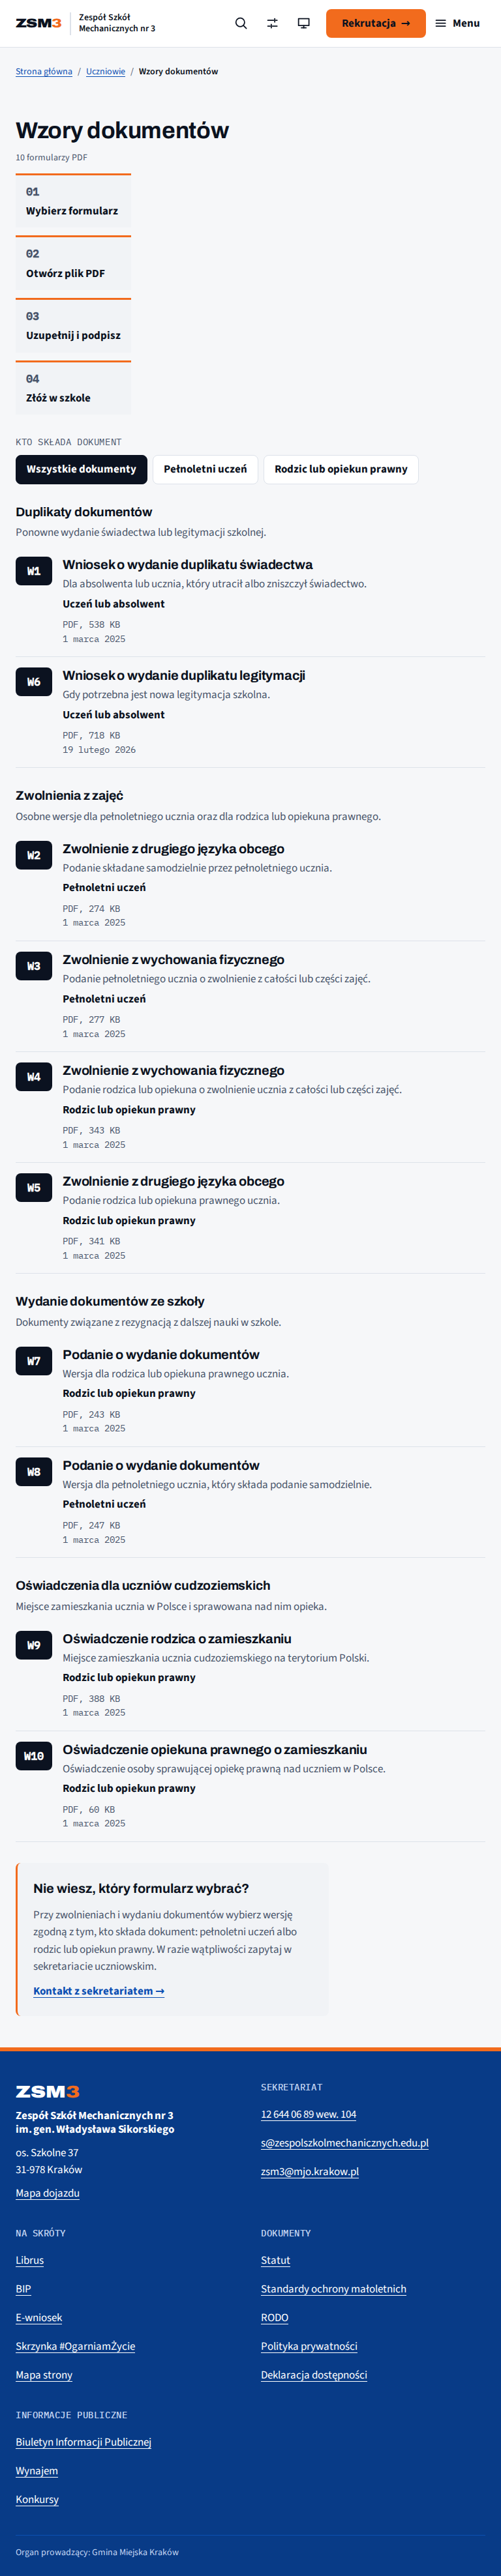 ZSM3
Zespół Szkół
Mechanicznych nr 3
Rekrutacja →
Menu
Strona główna / Uczniowie / Wzory dokumentów
Wzory dokumentów
10 formularzy PDF
01
Wybierz formularz
02
Otwórz plik PDF
03
Uzupełnij i podpisz
04
Złóż w szkole
KTO SKŁADA DOKUMENT
Wszystkie dokumenty
Pełnoletni uczeń
Rodzic lub opiekun prawny
Duplikaty dokumentów
Ponowne wydanie świadectwa lub legitymacji szkolnej.
W1
Wniosek o wydanie duplikatu świadectwa
Dla absolwenta lub ucznia, który utracił albo zniszczył świadectwo.
Uczeń lub absolwent
PDF, 538 KB
1 marca 2025
W6
Wniosek o wydanie duplikatu legitymacji
Gdy potrzebna jest nowa legitymacja szkolna.
Uczeń lub absolwent
PDF, 718 KB
19 lutego 2026
Zwolnienia z zajęć
Osobne wersje dla pełnoletniego ucznia oraz dla rodzica lub opiekuna prawnego.
W2
Zwolnienie z drugiego języka obcego
Podanie składane samodzielnie przez pełnoletniego ucznia.
Pełnoletni uczeń
PDF, 274 KB
1 marca 2025
W3
Zwolnienie z wychowania fizycznego
Podanie pełnoletniego ucznia o zwolnienie z całości lub części zajęć.
Pełnoletni uczeń
PDF, 277 KB
1 marca 2025
W4
Zwolnienie z wychowania fizycznego
Podanie rodzica lub opiekuna o zwolnienie ucznia z całości lub części zajęć.
Rodzic lub opiekun prawny
PDF, 343 KB
1 marca 2025
W5
Zwolnienie z drugiego języka obcego
Podanie rodzica lub opiekuna prawnego ucznia.
Rodzic lub opiekun prawny
PDF, 341 KB
1 marca 2025
Wydanie dokumentów ze szkoły
Dokumenty związane z rezygnacją z dalszej nauki w szkole.
W7
Podanie o wydanie dokumentów
Wersja dla rodzica lub opiekuna prawnego ucznia.
Rodzic lub opiekun prawny
PDF, 243 KB
1 marca 2025
W8
Podanie o wydanie dokumentów
Wersja dla pełnoletniego ucznia, który składa podanie samodzielnie.
Pełnoletni uczeń
PDF, 247 KB
1 marca 2025
Oświadczenia dla uczniów cudzoziemskich
Miejsce zamieszkania ucznia w Polsce i sprawowana nad nim opieka.
W9
Oświadczenie rodzica o zamieszkaniu
Miejsce zamieszkania ucznia cudzoziemskiego na terytorium Polski.
Rodzic lub opiekun prawny
PDF, 388 KB
1 marca 2025
W10
Oświadczenie opiekuna prawnego o zamieszkaniu
Oświadczenie osoby sprawującej opiekę prawną nad uczniem w Polsce.
Rodzic lub opiekun prawny
PDF, 60 KB
1 marca 2025
Nie wiesz, który formularz wybrać?
Przy zwolnieniach i wydaniu dokumentów wybierz wersję
zgodną z tym, kto składa dokument: pełnoletni uczeń albo
rodzic lub opiekun prawny. W razie wątpliwości zapytaj w
sekretariacie uczniowskim.
Kontakt z sekretariatem →
ZSM3
Zespół Szkół Mechanicznych nr 3
im. gen. Władysława Sikorskiego
os. Szkolne 37
31-978 Kraków
Mapa dojazdu
SEKRETARIAT
12 644 06 89 wew. 104
s@zespolszkolmechanicznych.edu.pl
zsm3@mjo.krakow.pl
NA SKRÓTY
Librus
BIP
E-wniosek
Skrzynka #OgarniamŻycie
Mapa strony
DOKUMENTY
Statut
Standardy ochrony małoletnich
RODO
Polityka prywatności
Deklaracja dostępności
INFORMACJE PUBLICZNE
Biuletyn Informacji Publicznej
Wynajem
Konkursy
Organ prowadzący: Gmina Miejska Kraków